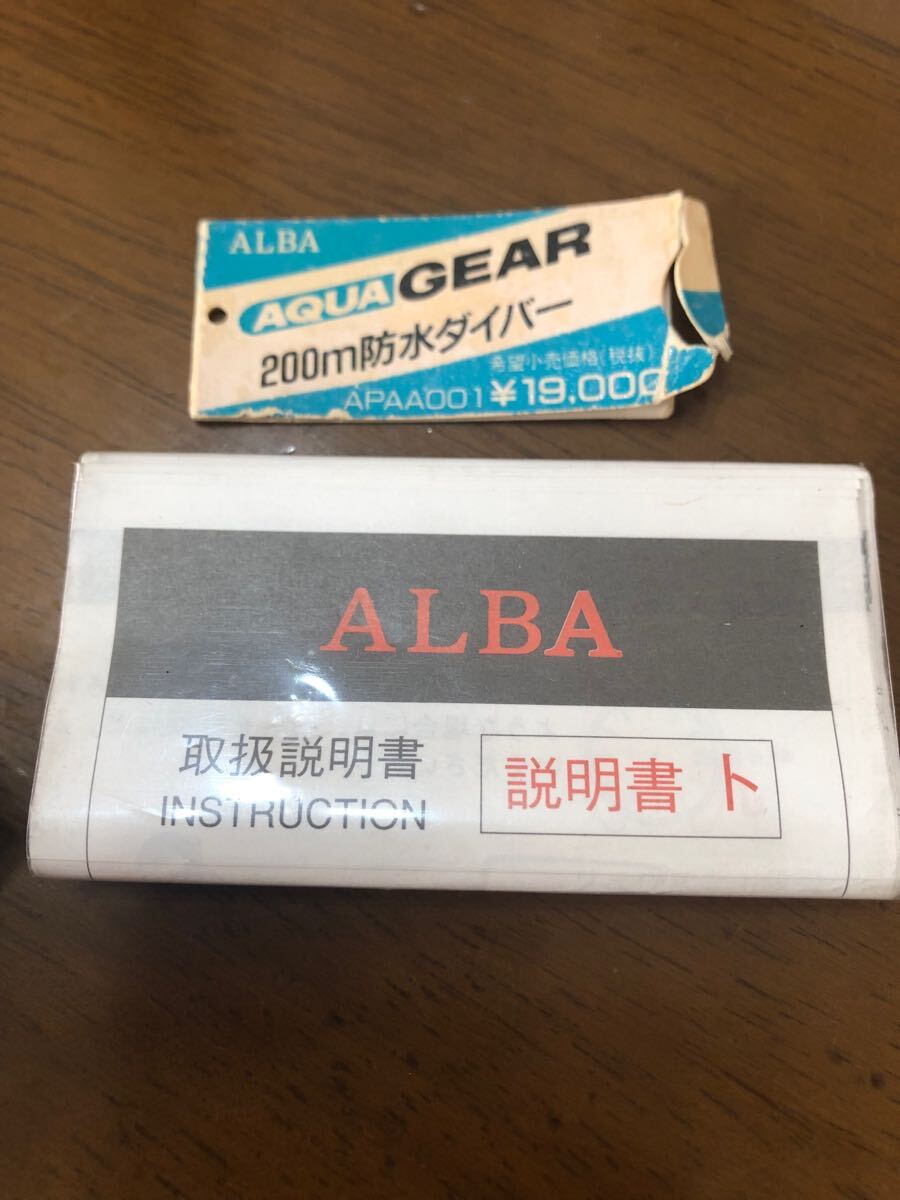 ALBA
AQUA GEAR
200m防水ダイバー
希望小売価格(税抜)
APAA001 ¥19,000
ALBA
取扱説明書
INSTRUCTION
説明書 ト